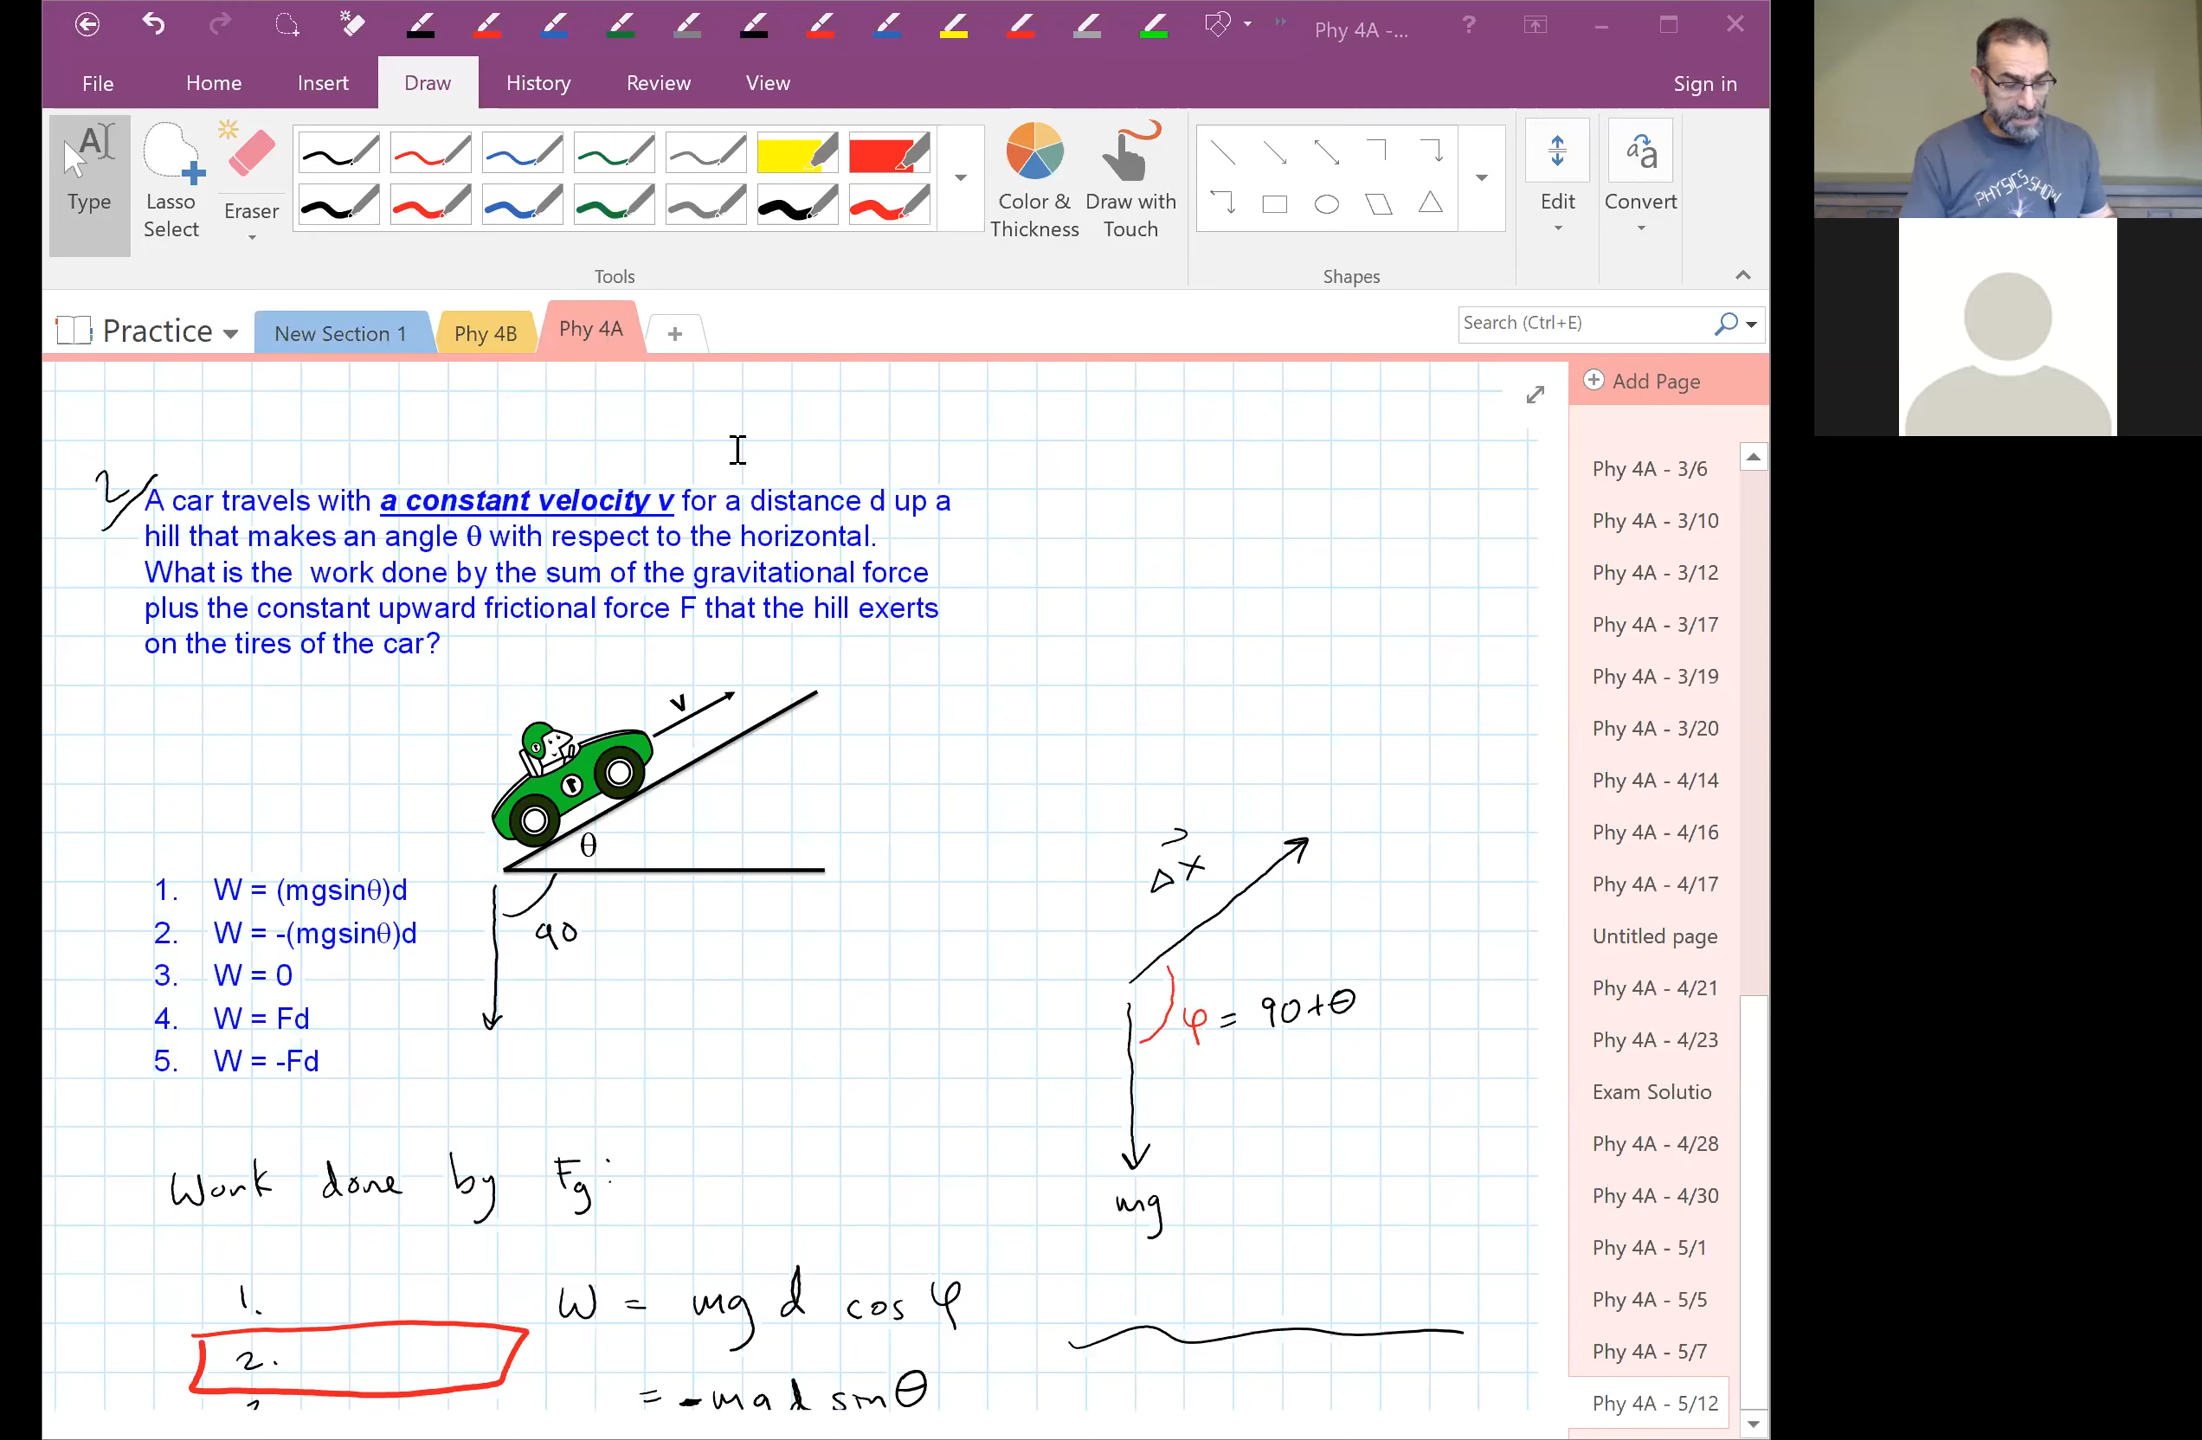 Phy 4A -...
?
File Home Insert Draw History Review View Sign in
Type
Lasso Select
Eraser
Color & Thickness
Draw with Touch
Edit
Convert
Tools
Shapes
Practice
New Section 1
Phy 4B
Phy 4A
Search (Ctrl+E)
Add Page
Phy 4A - 3/6
Phy 4A - 3/10
Phy 4A - 3/12
Phy 4A - 3/17
Phy 4A - 3/19
Phy 4A - 3/20
Phy 4A - 4/14
Phy 4A - 4/16
Phy 4A - 4/17
Untitled page
Phy 4A - 4/21
Phy 4A - 4/23
Exam Solutio
Phy 4A - 4/28
Phy 4A - 4/30
Phy 4A - 5/1
Phy 4A - 5/5
Phy 4A - 5/7
Phy 4A - 5/12
2/
A car travels with a constant velocity v for a distance d up a
hill that makes an angle θ with respect to the horizontal.
What is the work done by the sum of the gravitational force
plus the constant upward frictional force F that the hill exerts
on the tires of the car?
v
θ
90
1. W = (mgsinθ)d
2. W = -(mgsinθ)d
3. W = 0
4. W = Fd
5. W = -Fd
Δx
φ = 90+θ
mg
Work done by Fg:
1.
2.
W = mg d cos φ
= -mg d sinθ
PHYSICS SHOW